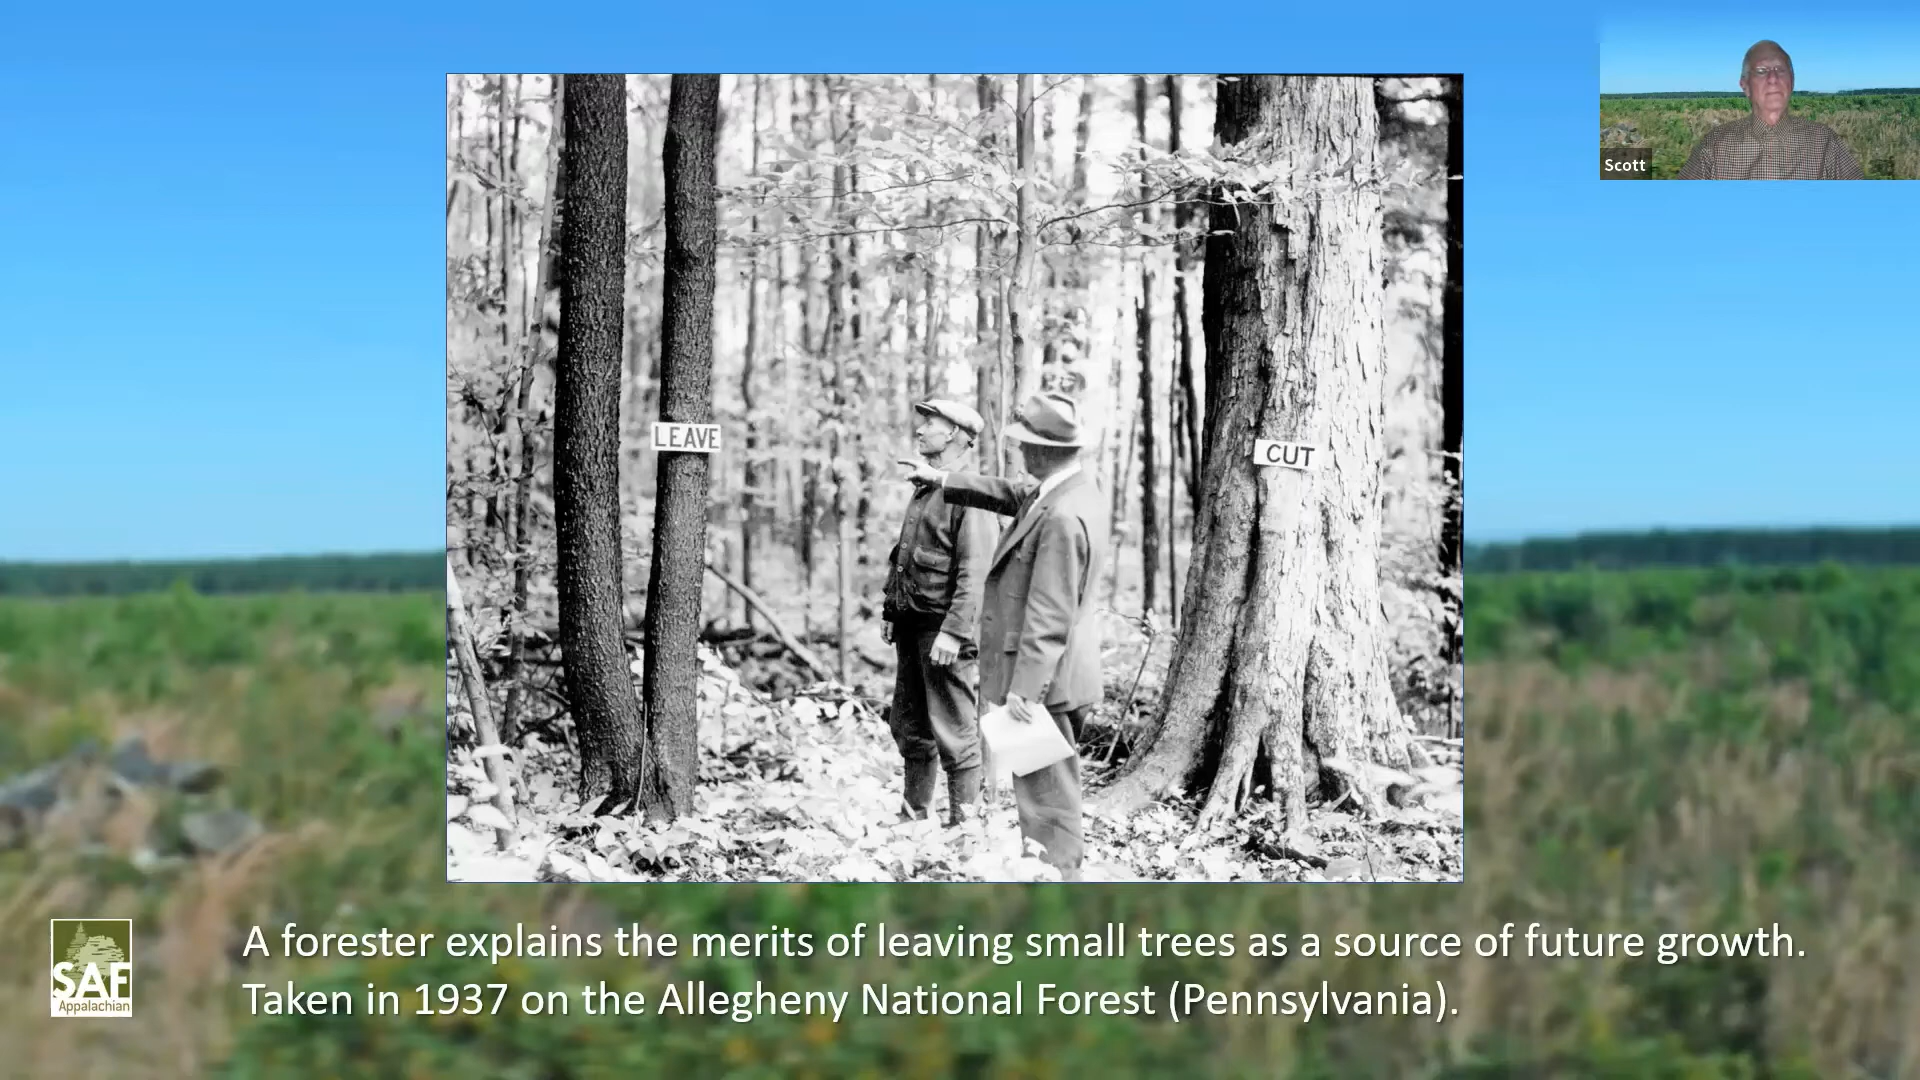 Scott
LEAVE
CUT
A forester explains the merits of leaving small trees as a source of future growth.
Taken in 1937 on the Allegheny National Forest (Pennsylvania).
SAF
Appalachian